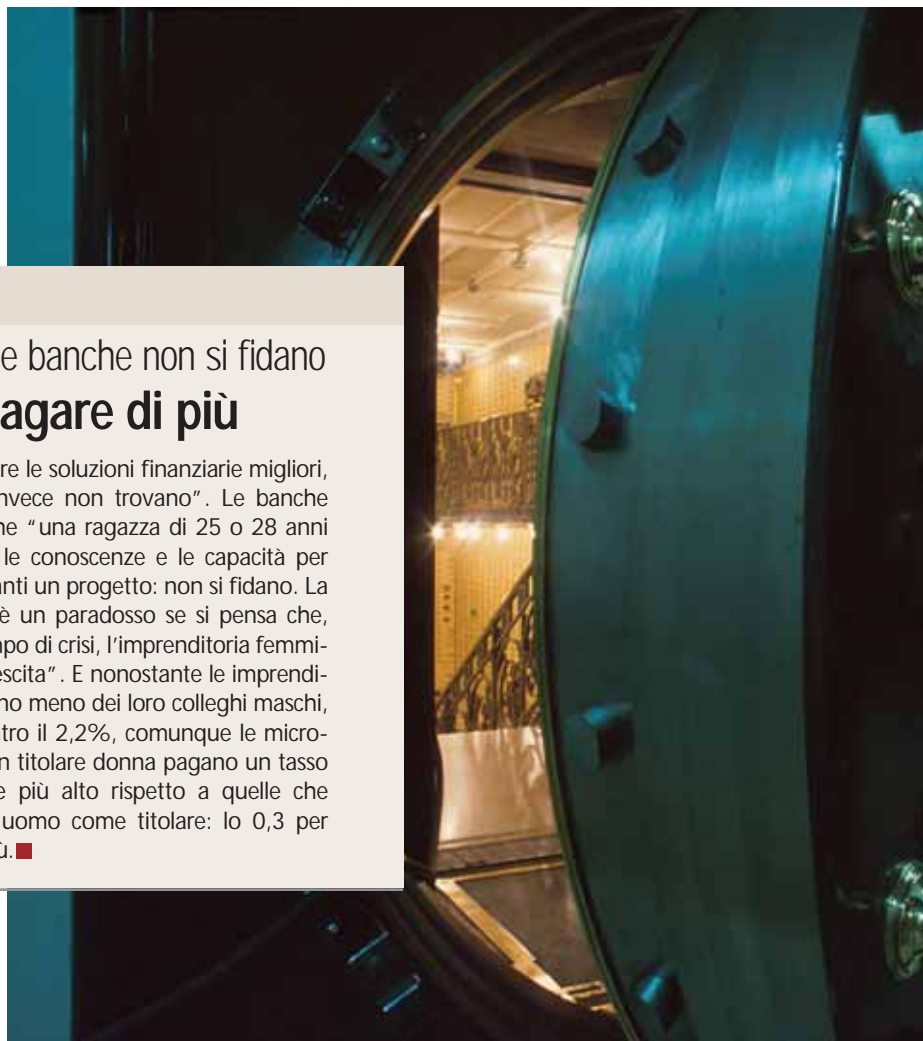 e banche non si fidano
agare di più
re le soluzioni finanziarie migliori,
nvece non trovano”. Le banche
ne “una ragazza di 25 o 28 anni
le conoscenze e le capacità per
anti un progetto: non si fidano. La
è un paradosso se si pensa che,
npo di crisi, l’imprenditoria femmi-
escita”. E nonostante le imprendi-
no meno dei loro colleghi maschi,
tro il 2,2%, comunque le micro-
n titolare donna pagano un tasso
e più alto rispetto a quelle che
uomo come titolare: lo 0,3 per
ù.